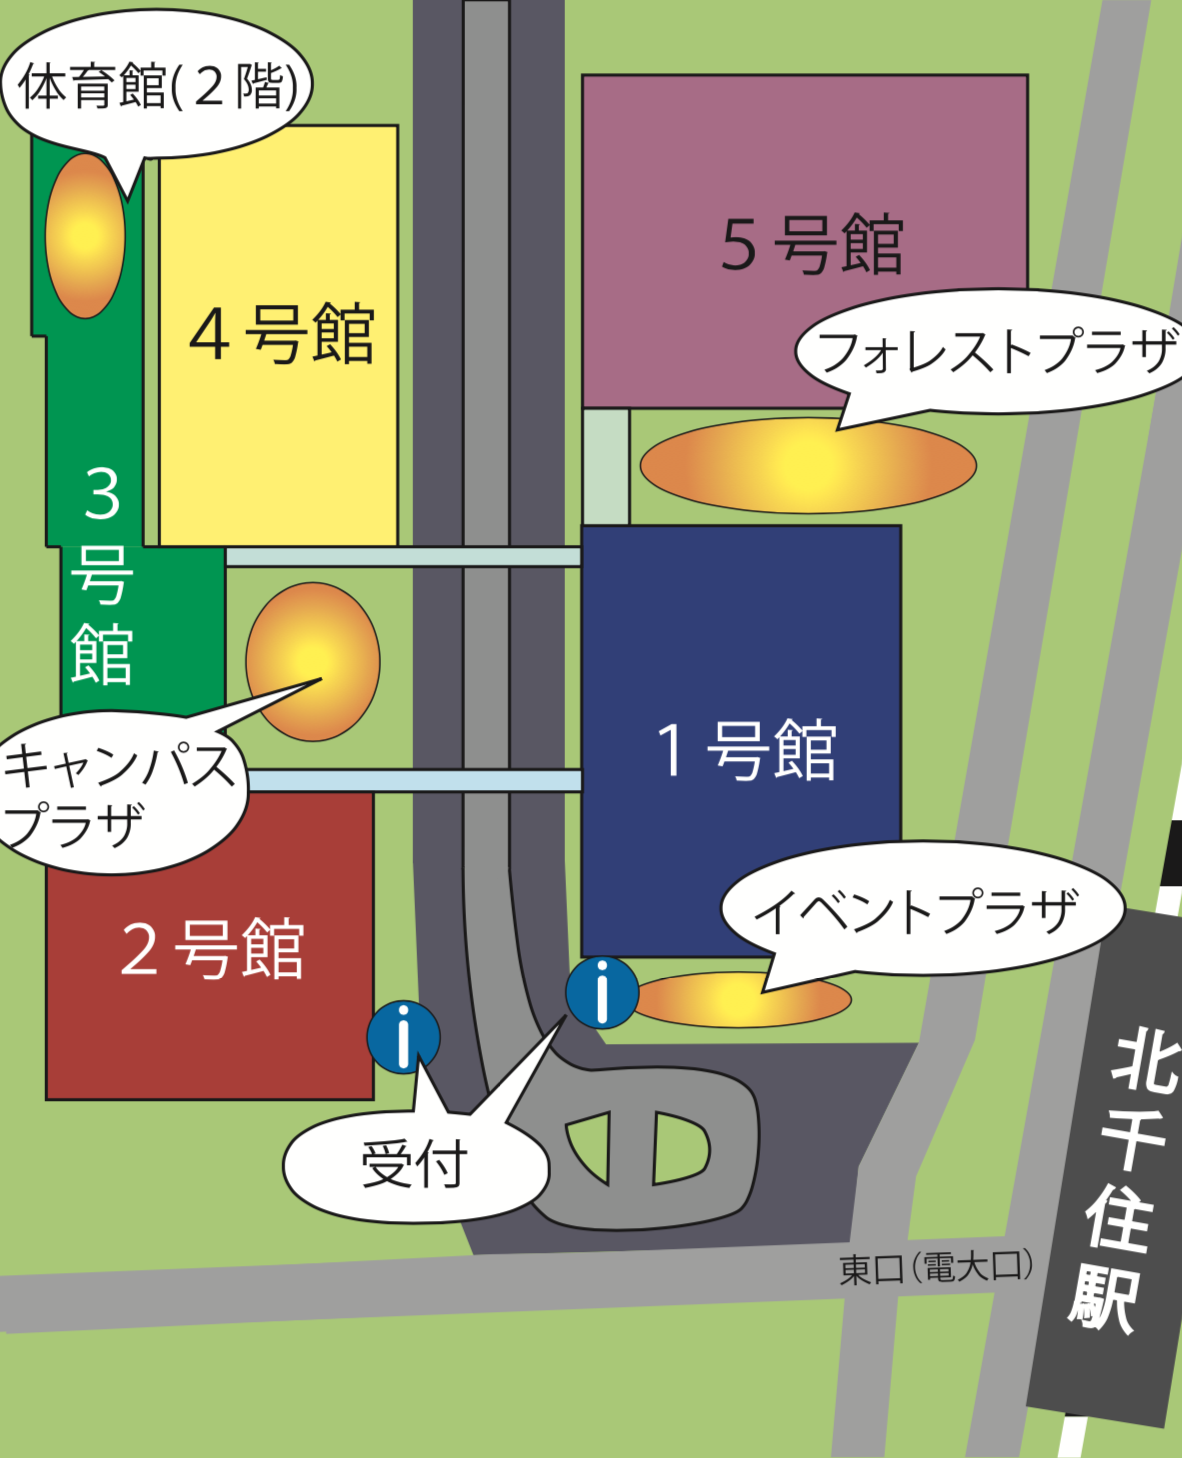 体育館(２階)
５号館
４号館
フォレストプラザ
３号館
１号館
キャンパス
プラザ
イベントプラザ
２号館
i
i
受付
北千住駅
東口(電大口)